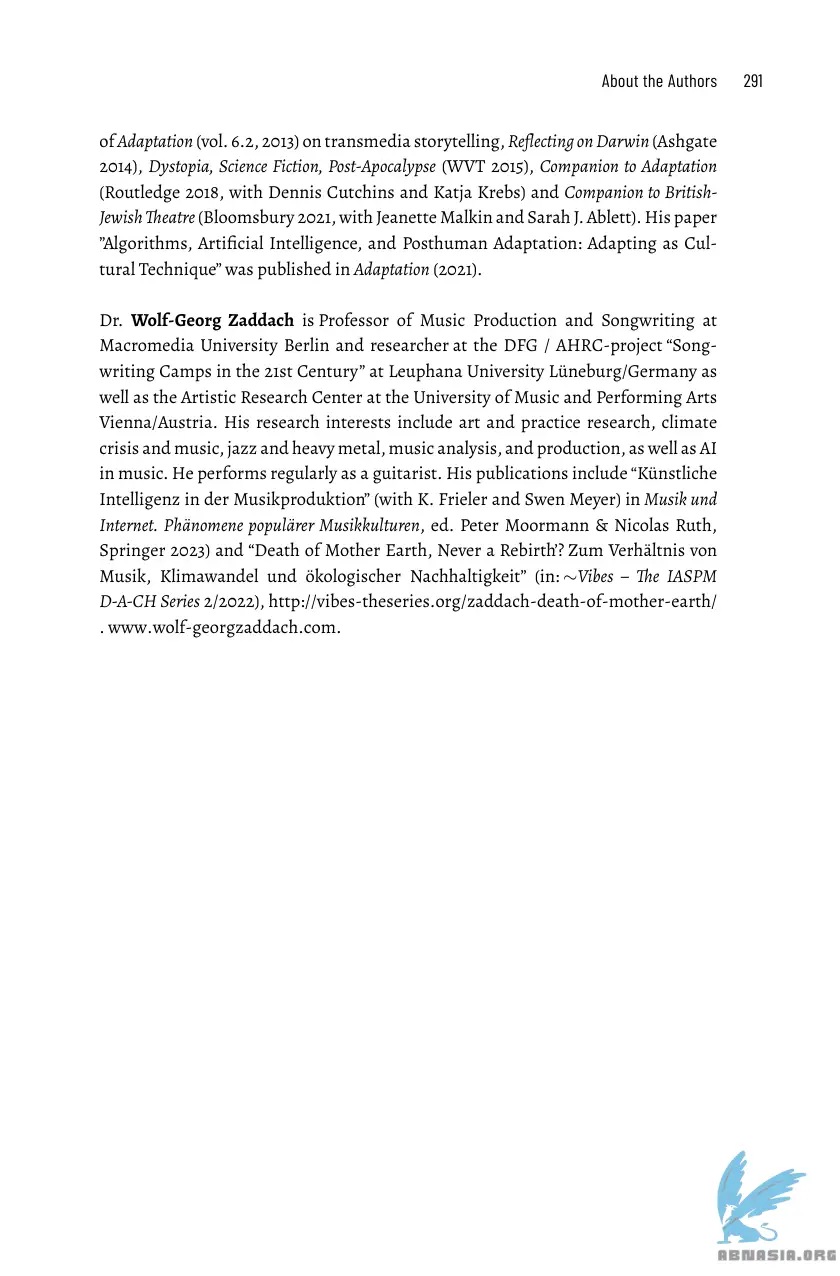 About the Authors 291
of Adaptation (vol. 6.2, 2013) on transmedia storytelling, Reflecting on Darwin (Ashgate
2014), Dystopia, Science Fiction, Post-Apocalypse (WVT 2015), Companion to Adaptation
(Routledge 2018, with Dennis Cutchins and Katja Krebs) and Companion to British-
Jewish Theatre (Bloomsbury 2021, with Jeanette Malkin and Sarah J. Ablett). His paper
”Algorithms, Artificial Intelligence, and Posthuman Adaptation: Adapting as Cul-
tural Technique” was published in Adaptation (2021).
Dr. Wolf-Georg Zaddach is Professor of Music Production and Songwriting at
Macromedia University Berlin and researcher at the DFG / AHRC-project “Song-
writing Camps in the 21st Century” at Leuphana University Lüneburg/Germany as
well as the Artistic Research Center at the University of Music and Performing Arts
Vienna/Austria. His research interests include art and practice research, climate
crisis and music, jazz and heavy metal, music analysis, and production, as well as AI
in music. He performs regularly as a guitarist. His publications include “Künstliche
Intelligenz in der Musikproduktion” (with K. Frieler and Swen Meyer) in Musik und
Internet. Phänomene populärer Musikkulturen, ed. Peter Moormann & Nicolas Ruth,
Springer 2023) and “Death of Mother Earth, Never a Rebirth’? Zum Verhältnis von
Musik, Klimawandel und ökologischer Nachhaltigkeit” (in: ∼Vibes – The IASPM
D-A-CH Series 2/2022), http://vibes-theseries.org/zaddach-death-of-mother-earth/
. www.wolf-georgzaddach.com.
ABNASIA.ORG